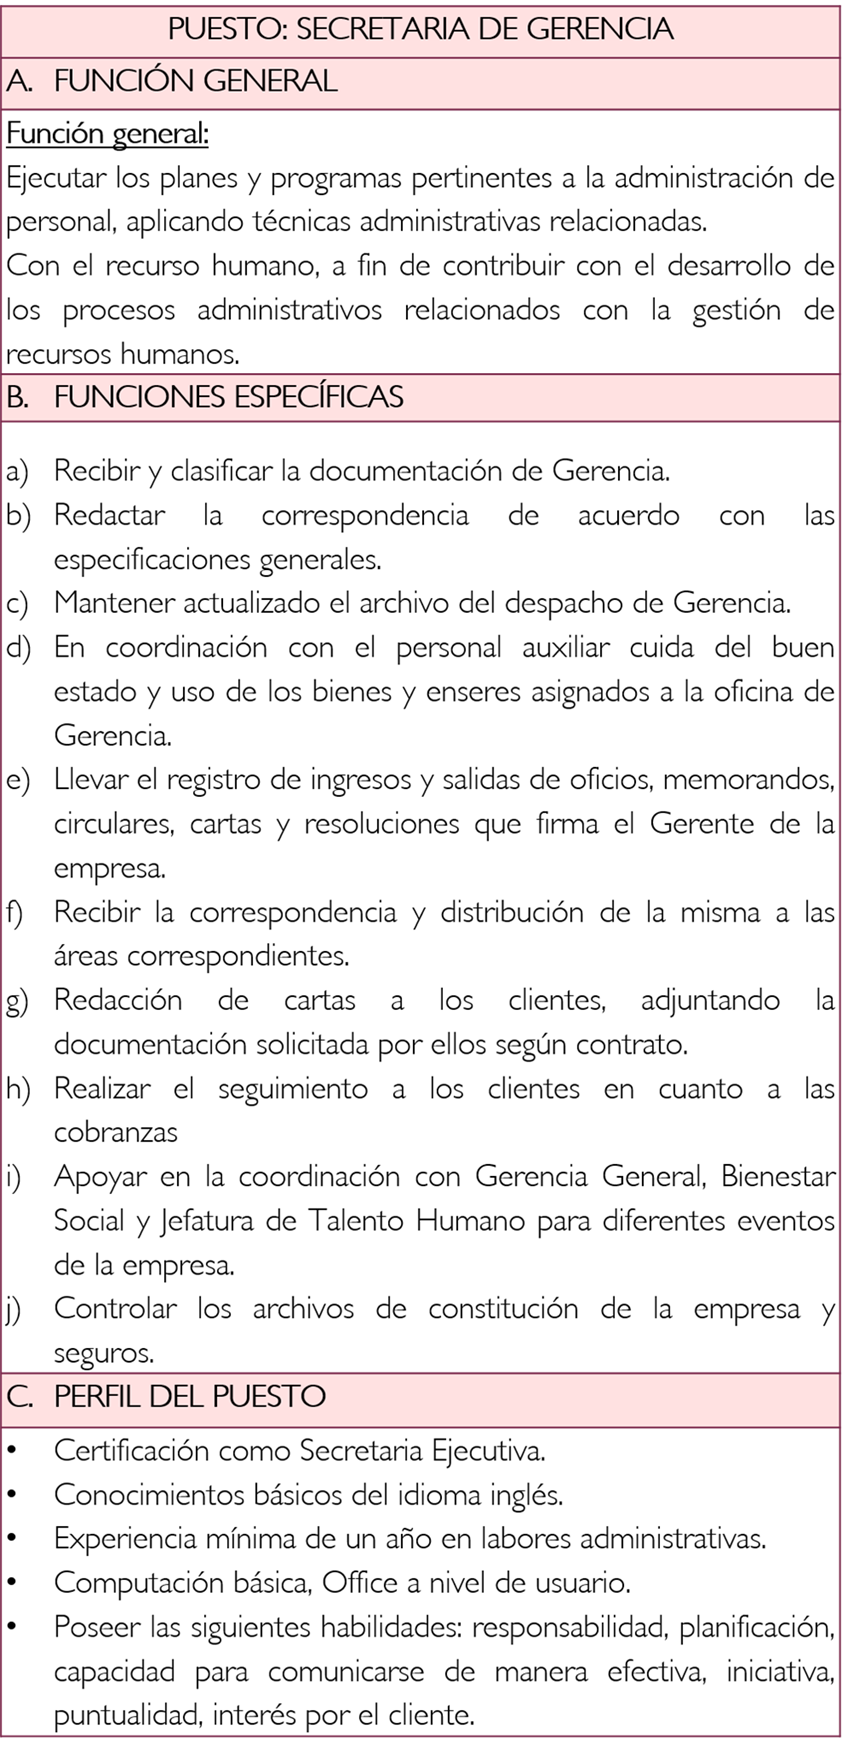 PUESTO: SECRETARIA DE GERENCIA
A. FUNCIÓN GENERAL
Función general:
Ejecutar los planes y programas pertinentes a la administración de
personal, aplicando técnicas administrativas relacionadas.
Con el recurso humano, a fin de contribuir con el desarrollo de
los procesos administrativos relacionados con la gestión de
recursos humanos.
B. FUNCIONES ESPECÍFICAS
a) Recibir y clasificar la documentación de Gerencia.
b) Redactar la correspondencia de acuerdo con las
especificaciones generales.
c) Mantener actualizado el archivo del despacho de Gerencia.
d) En coordinación con el personal auxiliar cuida del buen
estado y uso de los bienes y enseres asignados a la oficina de
Gerencia.
e) Llevar el registro de ingresos y salidas de oficios, memorandos,
circulares, cartas y resoluciones que firma el Gerente de la
empresa.
f) Recibir la correspondencia y distribución de la misma a las
áreas correspondientes.
g) Redacción de cartas a los clientes, adjuntando la
documentación solicitada por ellos según contrato.
h) Realizar el seguimiento a los clientes en cuanto a las
cobranzas
i) Apoyar en la coordinación con Gerencia General, Bienestar
Social y Jefatura de Talento Humano para diferentes eventos
de la empresa.
j) Controlar los archivos de constitución de la empresa y
seguros.
C. PERFIL DEL PUESTO
• Certificación como Secretaria Ejecutiva.
• Conocimientos básicos del idioma inglés.
• Experiencia mínima de un año en labores administrativas.
• Computación básica, Office a nivel de usuario.
• Poseer las siguientes habilidades: responsabilidad, planificación,
capacidad para comunicarse de manera efectiva, iniciativa,
puntualidad, interés por el cliente.